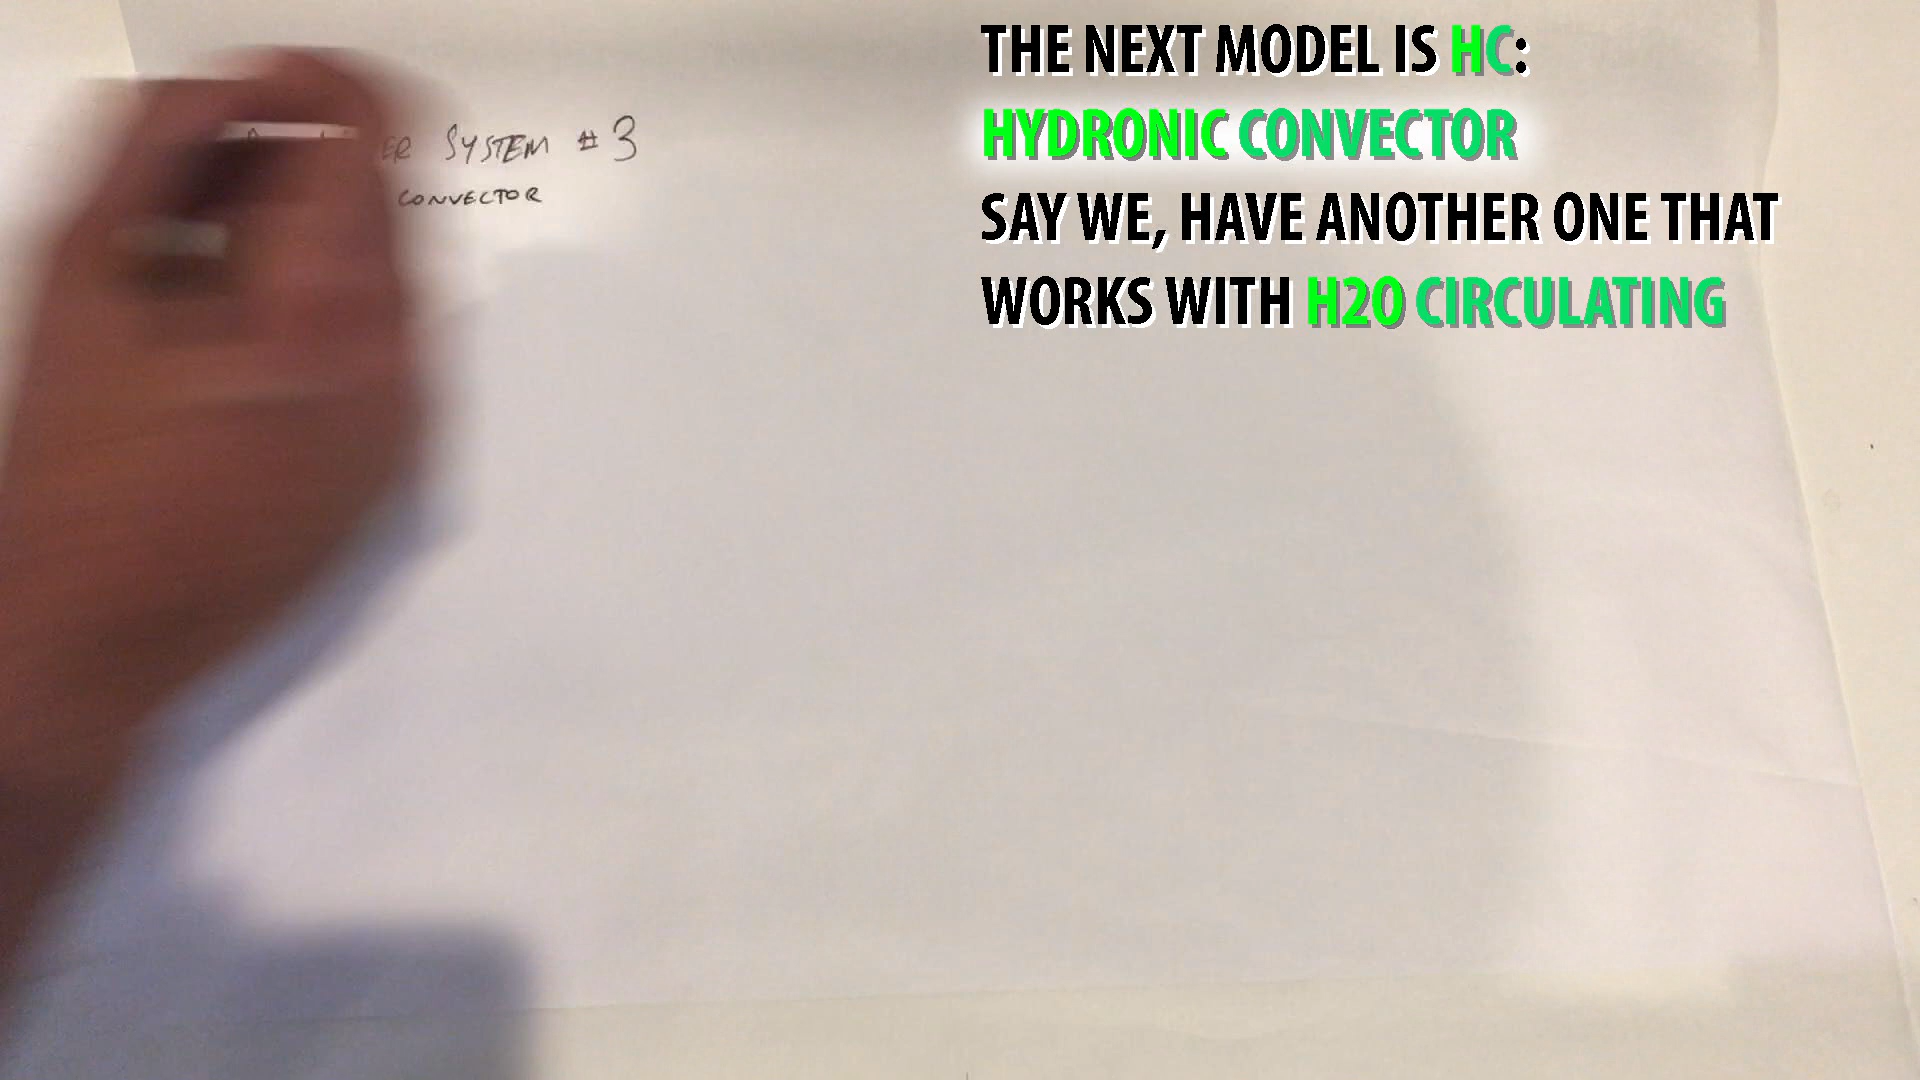 SYSTEM # 3
CONVECTOR
THE NEXT MODEL IS HC:
HYDRONIC CONVECTOR
SAY WE, HAVE ANOTHER ONE THAT
WORKS WITH H2O CIRCULATING